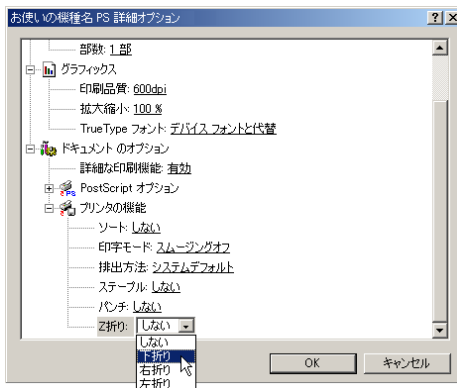 お使いの機種名 PS 詳細オプション
部数: 1 部
グラフィックス
印刷品質: 600dpi
拡大縮小: 100 %
TrueType フォント: デバイス フォントと代替
ドキュメント のオプション
詳細な印刷機能: 有効
PostScript オプション
プリンタの機能
ソート: しない
印字モード: スムージングオフ
排出方法: システムデフォルト
ステープル: しない
パンチ: しない
Z折り: しない
しない
下折り
右折り
左折り
OK キャンセル